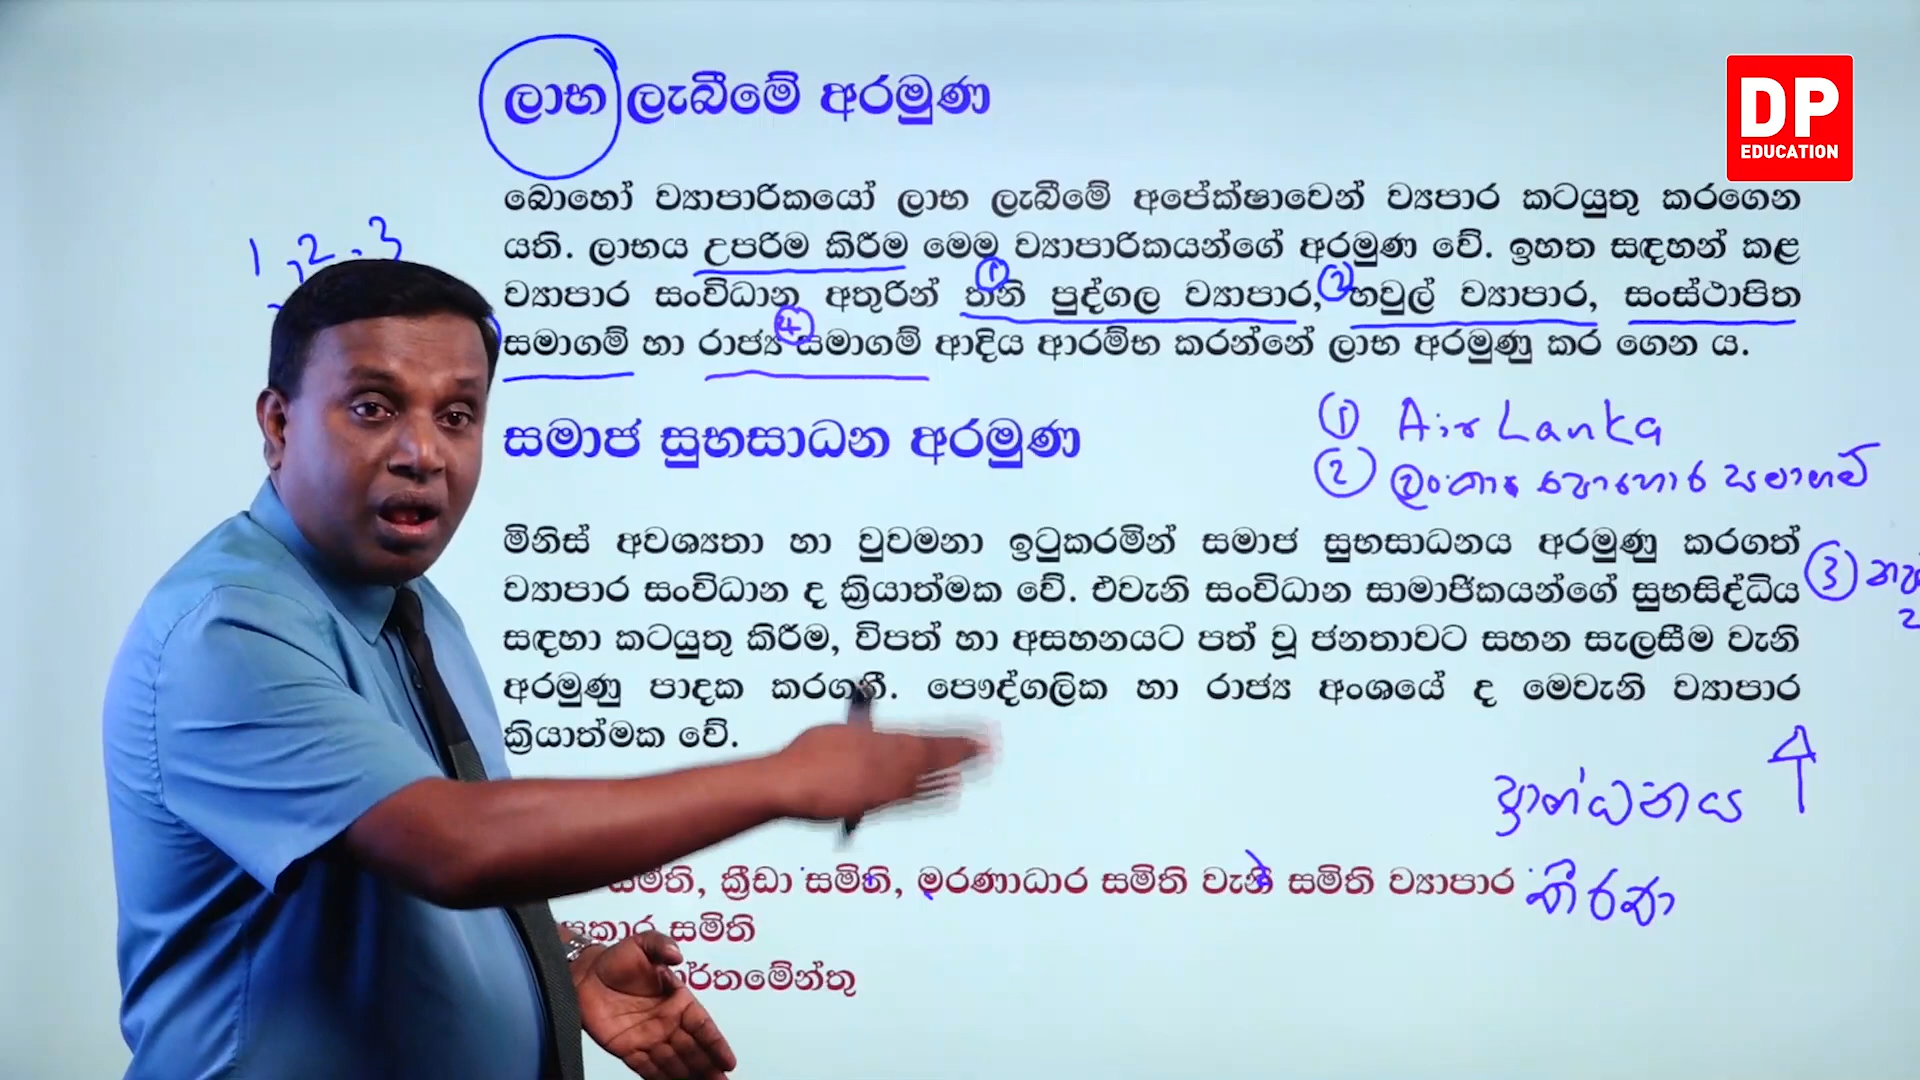 ලාභ ලැබීමේ අරමුණ
DP
EDUCATION
බොහෝ ව්‍යාපාරිකයෝ ලාභ ලැබීමේ අපේක්ෂාවෙන් ව්‍යපාර කටයුතු කරගෙන
යති. ලාභය උපරිම කිරීම මෙම ව්‍යාපාරිකයන්ගේ අරමුණ වේ. ඉහත සඳහන් කළ
1, 2, 3
ව්‍යාපාර සංවිධාන අතුරින් තනි පුද්ගල ව්‍යාපාර, හවුල් ව්‍යාපාර, සංස්ථාපිත
සමාගම් හා රාජ්‍ය සමාගම් ආදිය ආරම්භ කරන්නේ ලාභ අරමුණු කර ගෙන ය.
① Air Lanka
සමාජ සුභසාධන අරමුණ
② ලංකා පොහොර සමාගම
මිනිස් අවශ්‍යතා හා වුවමනා ඉටුකරමින් සමාජ සුභසාධනය අරමුණු කරගත්
ව්‍යාපාර සංවිධාන ද ක්‍රියාත්මක වේ. එවැනි සංවිධාන සාමාජිකයන්ගේ සුභසිද්ධිය
③
සඳහා කටයුතු කිරීම, විපත් හා අසහනයට පත් වූ ජනතාවට සහන සැලසීම වැනි
අරමුණු පාදක කරගනී. පෞද්ගලික හා රාජ්‍ය අංශයේ ද මෙවැනි ව්‍යාපාර
ක්‍රියාත්මක වේ.
සමිති, ක්‍රීඩා සමිති, මරණාධාර සමිති වැනි සමිති ව්‍යාපාර
සමිති